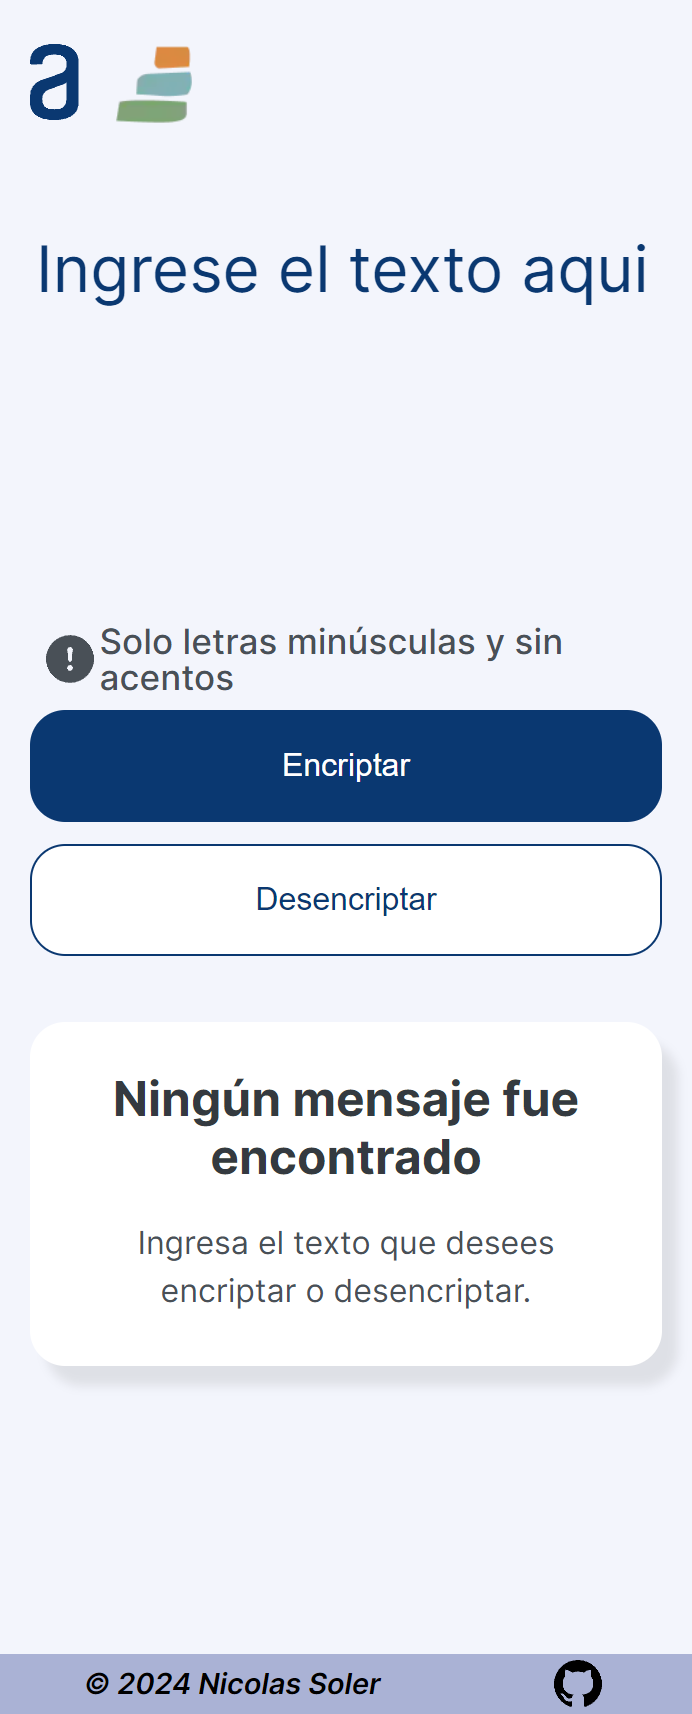 a
Ingrese el texto aqui
!
Solo letras minúsculas y sin
acentos
Encriptar
Desencriptar
Ningún mensaje fue
encontrado
Ingresa el texto que desees
encriptar o desencriptar.
© 2024 Nicolas Soler